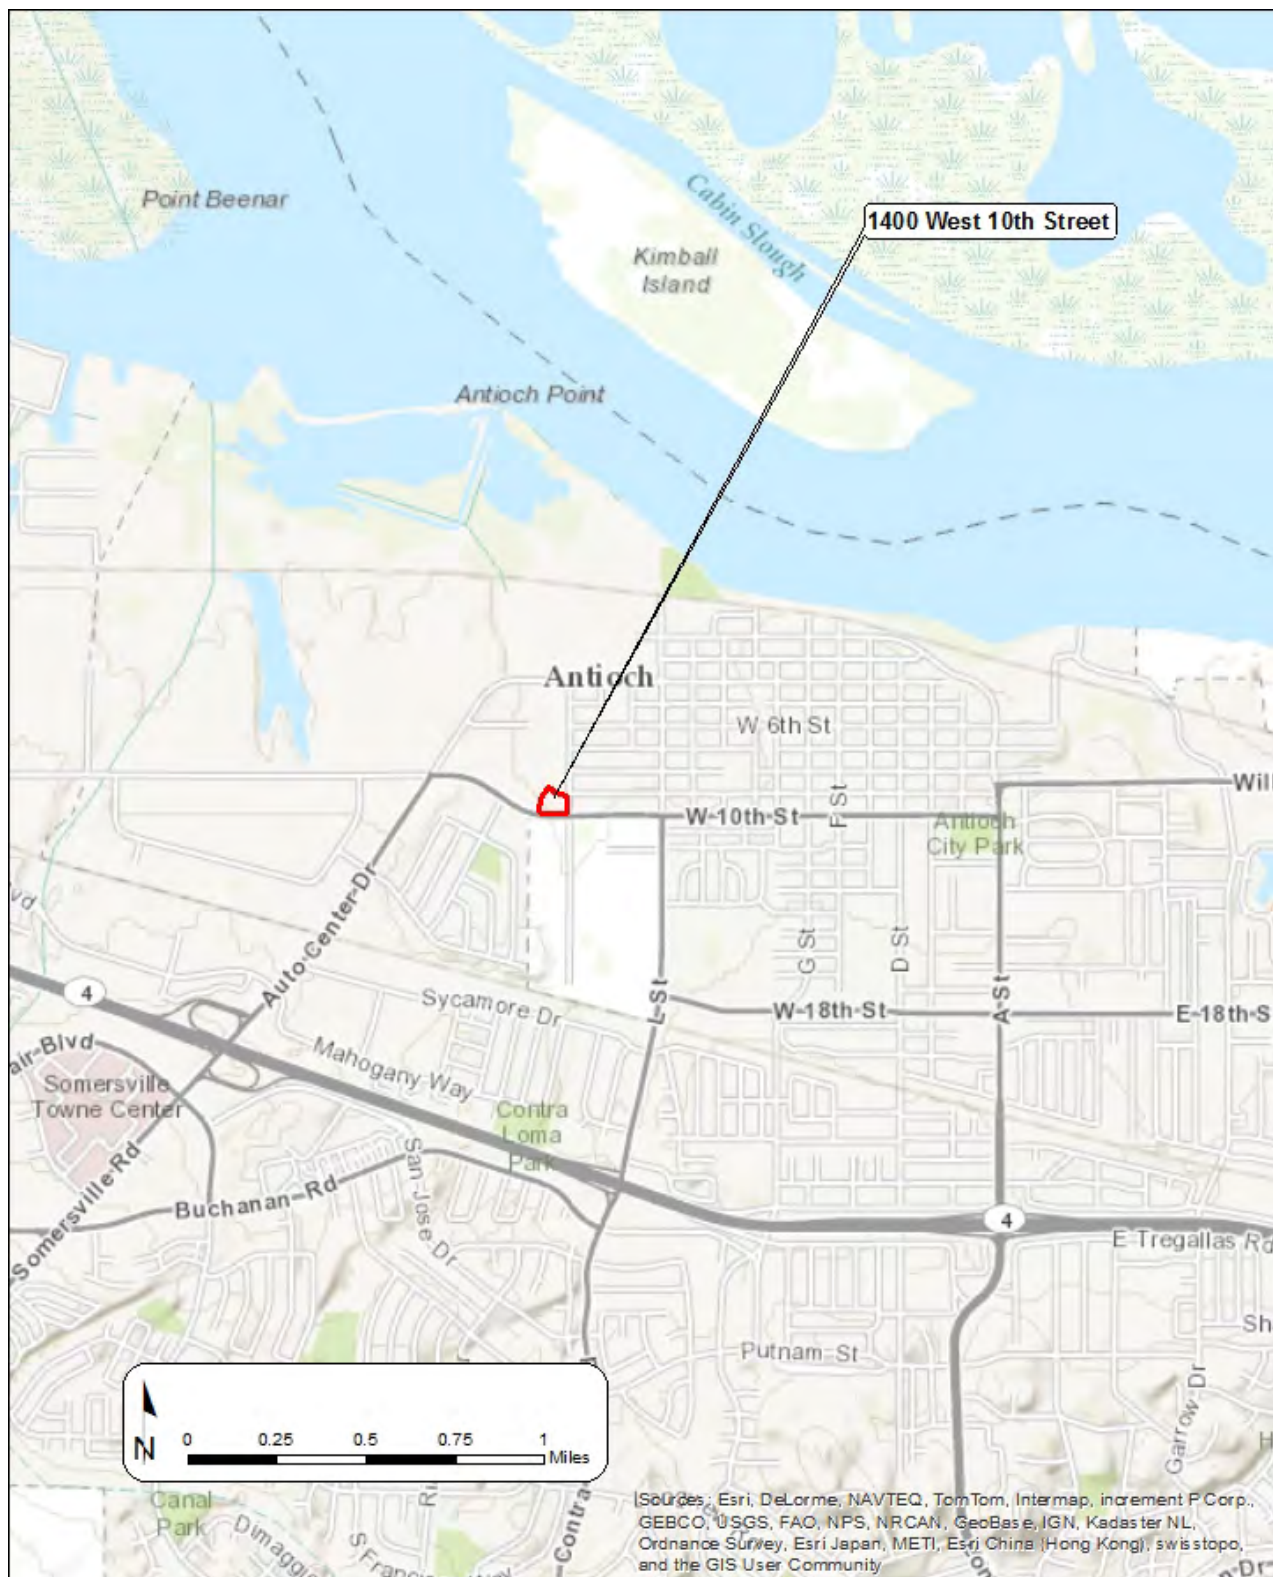 Point Beenar
Cabin Slough
1400 West 10th Street
Kimball
Island
Antioch Point
Antioch
W 6th St
W 10th St
F St
Antioch
City Park
Auto Center Dr
G St
D St
4
Sycamore Dr
L St
W 18th St
A St
E 18th S
Mahogany Way
Somersville
Towne Center
Contra
Loma
Park
San Jose Dr
Buchanan Rd
Somersville Rd
4
E Tregallas Rd
Putnam St
Sh
Garrow Dr
N
0 0.25 0.5 0.75 1
Miles
Canal
Park
Contra
Sources: Esri, DeLorme, NAVTEQ, TomTom, Intermap, increment P Corp.,
GEBCO, USGS, FAO, NPS, NRCAN, GeoBase, IGN, Kadaster NL,
Ordnance Survey, Esri Japan, METI, Esri China (Hong Kong), swisstopo,
and the GIS User Community